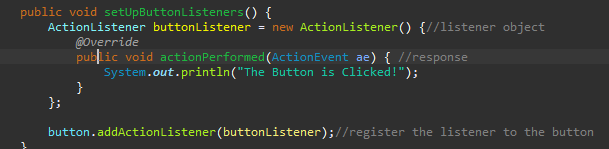 public void setUpButtonListeners() {
ActionListener buttonListener = new ActionListener() {//listener object
@Override
public void actionPerformed(ActionEvent ae) { //response
System.out.println("The Button is Clicked!");
}
};
button.addActionListener(buttonListener);//register the listener to the button
}